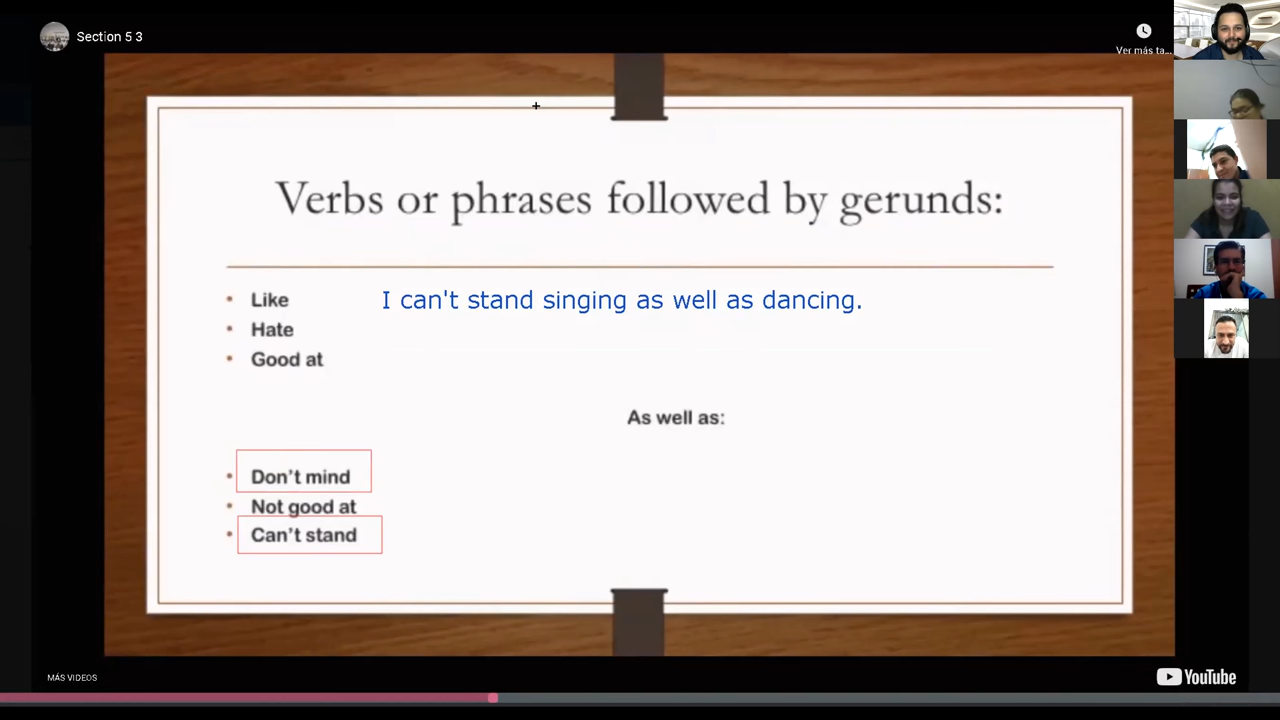 Section 5 3
Ver más ta...
Verbs or phrases followed by gerunds:
• Like
I can't stand singing as well as dancing.
• Hate
• Good at
As well as:
• Don't mind
• Not good at
• Can't stand
MÁS VIDEOS
YouTube